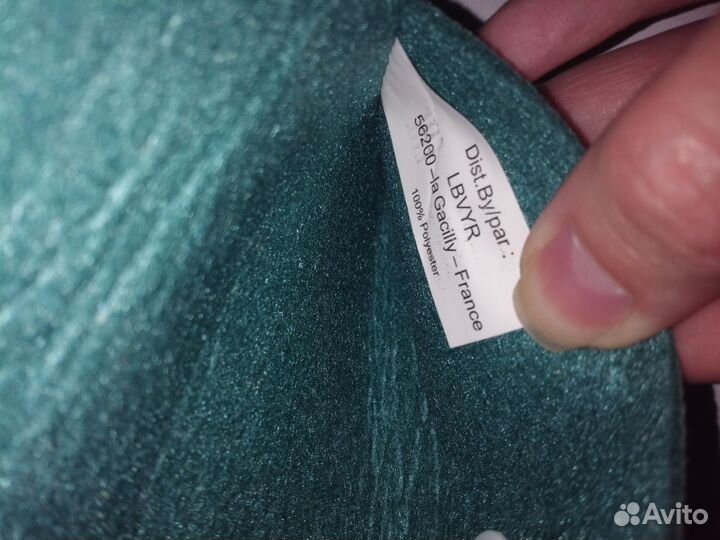 Dist.By/par.:
LBVYR
56200 –la Gacilly – France
100% Polyester
Avito